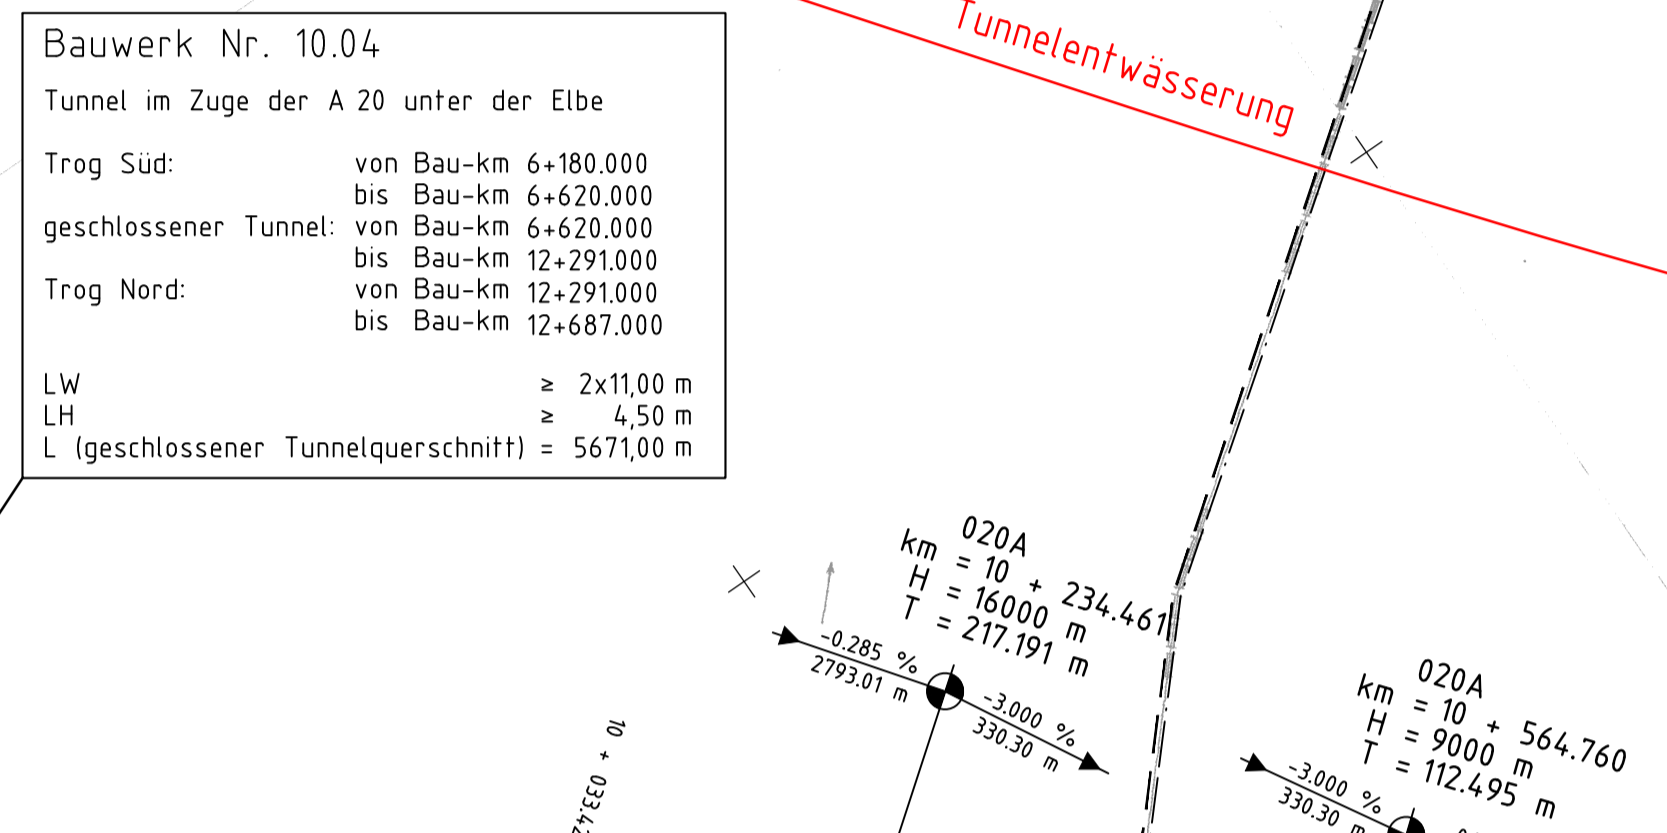 Bauwerk Nr. 10.04
Tunnel im Zuge der A 20 unter der Elbe
Trog Süd: von Bau-km 6+180.000
bis Bau-km 6+620.000
geschlossener Tunnel: von Bau-km 6+620.000
bis Bau-km 12+291.000
Trog Nord: von Bau-km 12+291.000
bis Bau-km 12+687.000
LW ≥ 2x11,00 m
LH ≥ 4,50 m
L (geschlossener Tunnelquerschnitt) = 5671,00 m
Tunnelentwässerung
020A
km = 10 + 234.461
H = 16000 m
T = 217.191 m
-0.285 %
2793.01 m
-3.000 %
330.30 m
10 + 033.42
020A
km = 10 + 564.760
H = 9000 m
T = 112.495 m
-3.000 %
330.30 m